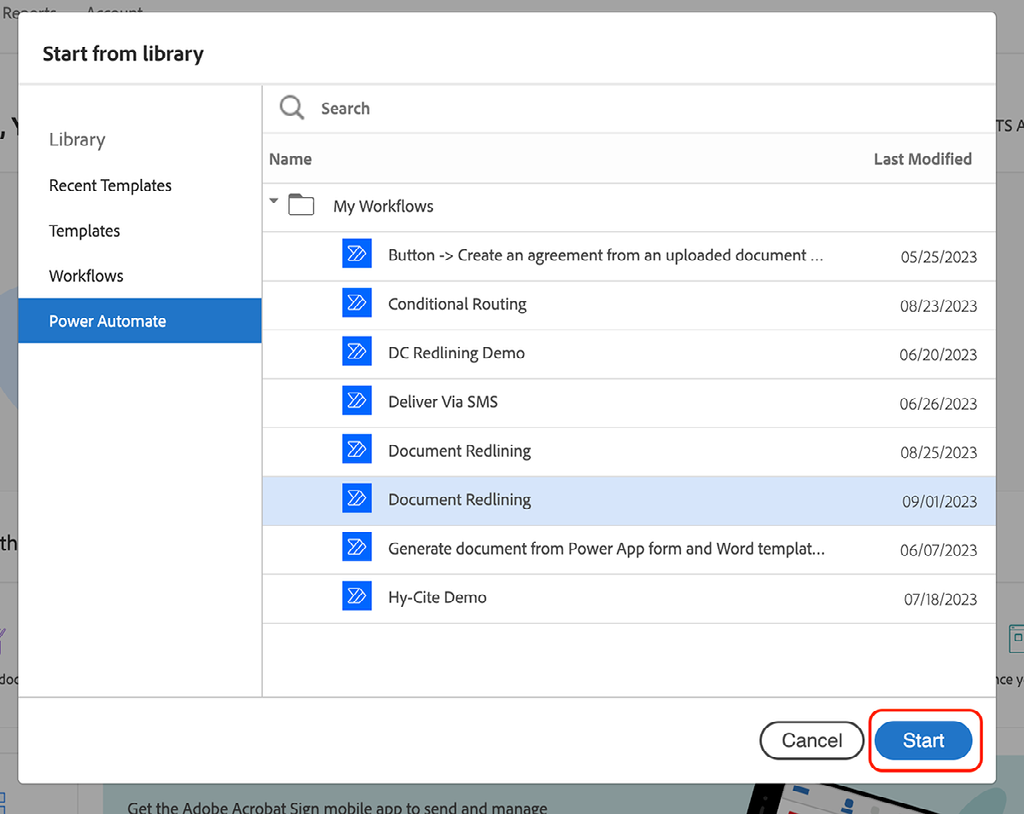 Reports Account
Start from library
Search
Library
TS A
Name Last Modified
Recent Templates
My Workflows
Templates
Button -> Create an agreement from an uploaded document ... 05/25/2023
Workflows
Conditional Routing 08/23/2023
Power Automate
DC Redlining Demo 06/20/2023
Deliver Via SMS 06/26/2023
Document Redlining 08/25/2023
Document Redlining 09/01/2023
th
Generate document from Power App form and Word templat... 06/07/2023
Hy-Cite Demo 07/18/2023
Cancel Start
Get the Adobe Acrobat Sign mobile app to send and manage